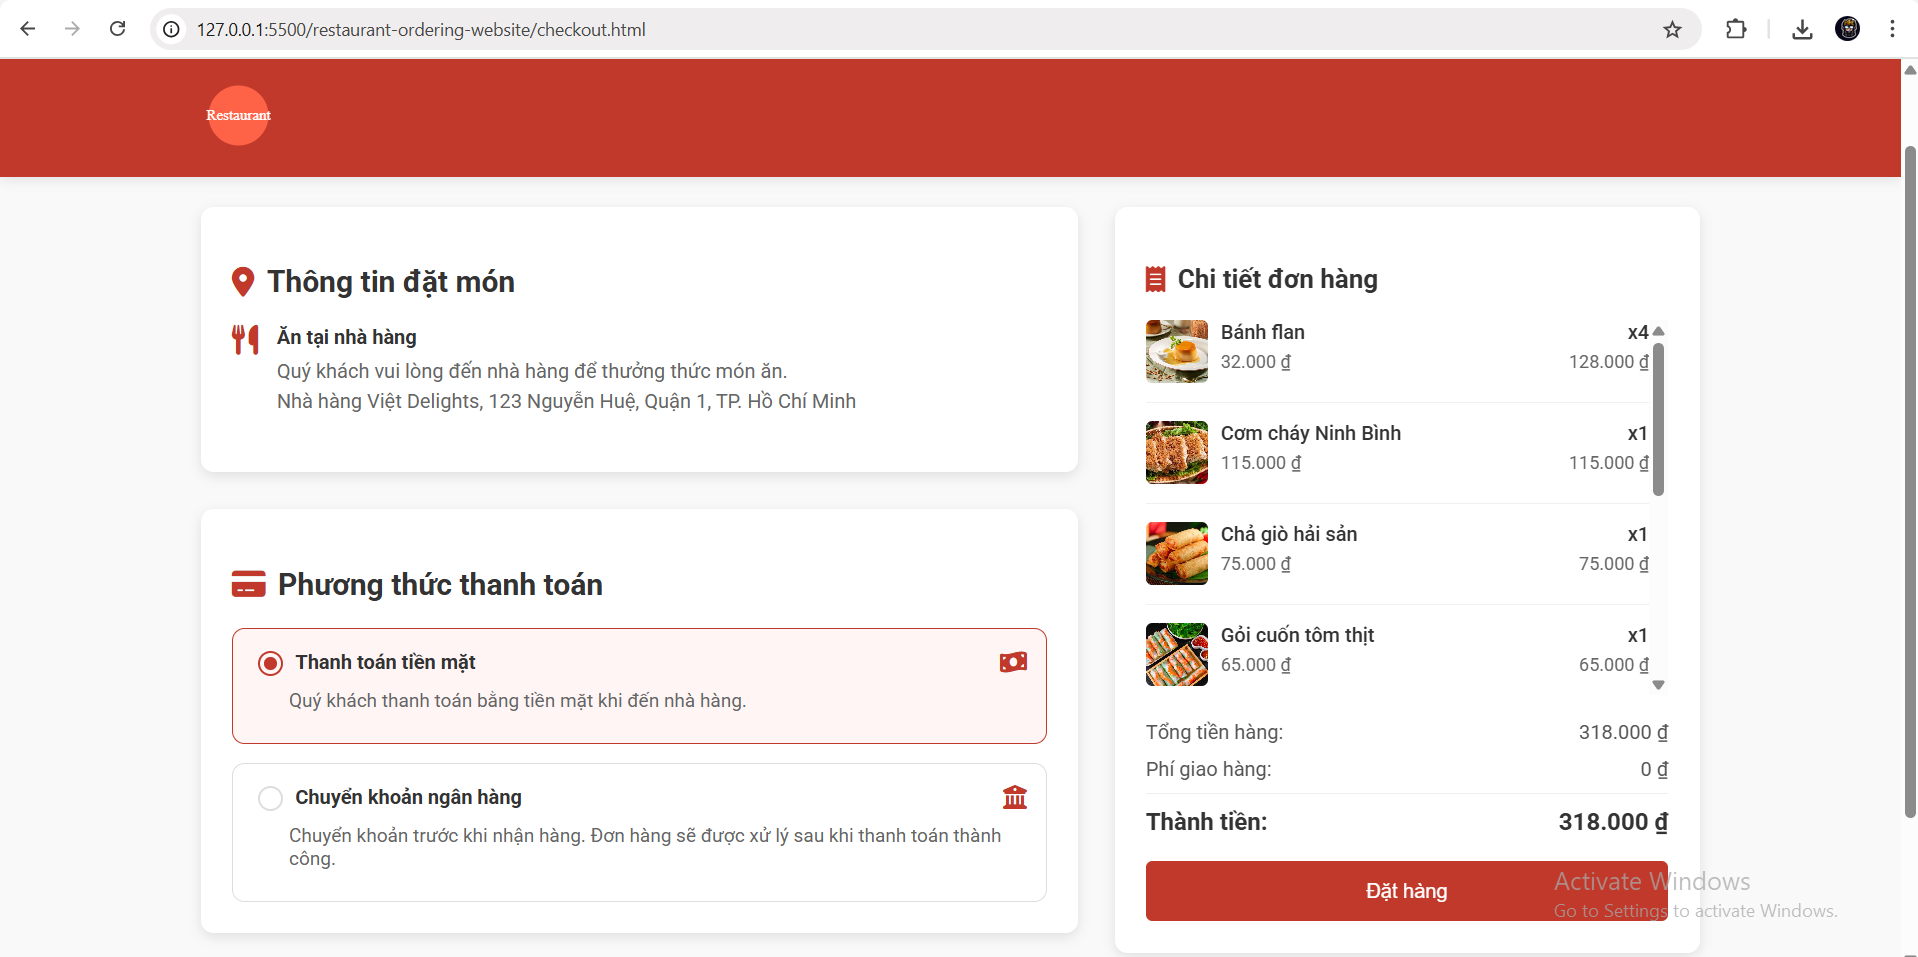 127.0.0.1:5500/restaurant-ordering-website/checkout.html
Restaurant
Thông tin đặt món
Ăn tại nhà hàng
Quý khách vui lòng đến nhà hàng để thưởng thức món ăn.
Nhà hàng Việt Delights, 123 Nguyễn Huệ, Quận 1, TP. Hồ Chí Minh
Phương thức thanh toán
Thanh toán tiền mặt
Quý khách thanh toán bằng tiền mặt khi đến nhà hàng.
Chuyển khoản ngân hàng
Chuyển khoản trước khi nhận hàng. Đơn hàng sẽ được xử lý sau khi thanh toán thành
công.
Chi tiết đơn hàng
Bánh flan x4
32.000 ₫ 128.000 ₫
Cơm cháy Ninh Bình x1
115.000 ₫ 115.000 ₫
Chả giò hải sản x1
75.000 ₫ 75.000 ₫
Gỏi cuốn tôm thịt x1
65.000 ₫ 65.000 ₫
Tổng tiền hàng: 318.000 ₫
Phí giao hàng: 0 ₫
Thành tiền: 318.000 ₫
Đặt hàng
Activate Windows
Go to Settings to activate Windows.